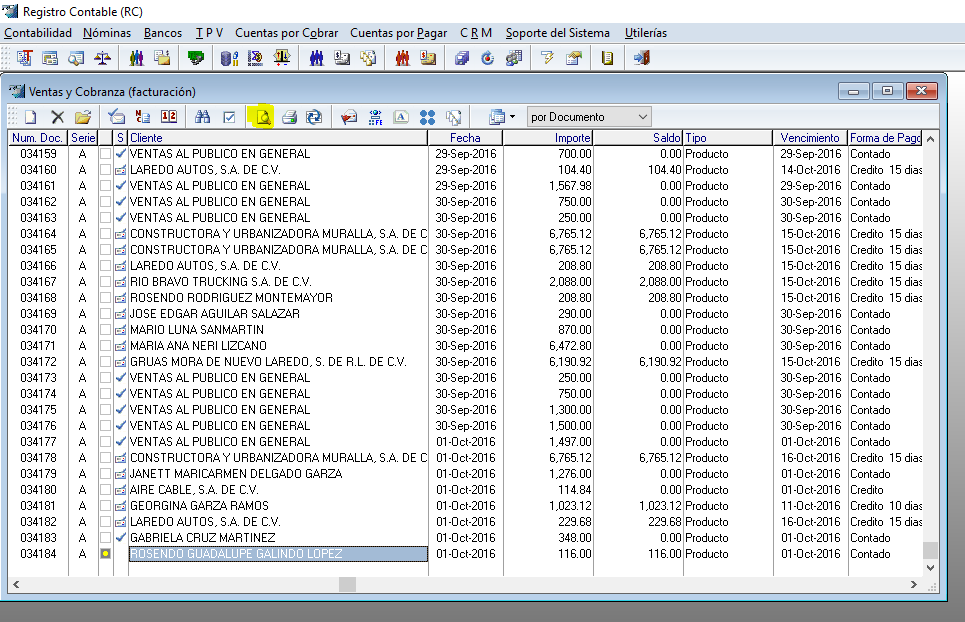 Registro Contable (RC)
Contabilidad Nóminas Bancos T P V Cuentas por Cobrar Cuentas por Pagar C R M Soporte del Sistema Utilerías
Ventas y Cobranza (facturación)
por Documento
Num. Doc. Serie S Cliente Fecha Importe Saldo Tipo Vencimiento Forma de Pago
034159 A VENTAS AL PUBLICO EN GENERAL 29-Sep-2016 700.00 0.00 Producto 29-Sep-2016 Contado
034160 A LAREDO AUTOS, S.A. DE C.V. 29-Sep-2016 104.40 104.40 Producto 14-Oct-2016 Credito 15 dias
034161 A VENTAS AL PUBLICO EN GENERAL 29-Sep-2016 1,567.98 0.00 Producto 29-Sep-2016 Contado
034162 A VENTAS AL PUBLICO EN GENERAL 30-Sep-2016 750.00 0.00 Producto 30-Sep-2016 Contado
034163 A VENTAS AL PUBLICO EN GENERAL 30-Sep-2016 250.00 0.00 Producto 30-Sep-2016 Contado
034164 A CONSTRUCTORA Y URBANIZADORA MURALLA, S.A. DE C 30-Sep-2016 6,765.12 6,765.12 Producto 15-Oct-2016 Credito 15 dias
034165 A CONSTRUCTORA Y URBANIZADORA MURALLA, S.A. DE C 30-Sep-2016 6,765.12 6,765.12 Producto 15-Oct-2016 Credito 15 dias
034166 A LAREDO AUTOS, S.A. DE C.V. 30-Sep-2016 208.80 208.80 Producto 15-Oct-2016 Credito 15 dias
034167 A RIO BRAVO TRUCKING S.A. DE C.V. 30-Sep-2016 2,088.00 2,088.00 Producto 15-Oct-2016 Credito 15 dias
034168 A ROSENDO RODRIGUEZ MONTEMAYOR 30-Sep-2016 208.80 208.80 Producto 15-Oct-2016 Credito 15 dias
034169 A JOSE EDGAR AGUILAR SALAZAR 30-Sep-2016 290.00 0.00 Producto 30-Sep-2016 Contado
034170 A MARIO LUNA SANMARTIN 30-Sep-2016 870.00 0.00 Producto 30-Sep-2016 Contado
034171 A MARIA ANA NERI LIZCANO 30-Sep-2016 6,472.80 0.00 Producto 30-Sep-2016 Contado
034172 A GRUAS MORA DE NUEVO LAREDO, S. DE R.L. DE C.V. 30-Sep-2016 6,190.92 6,190.92 Producto 15-Oct-2016 Credito 15 dias
034173 A VENTAS AL PUBLICO EN GENERAL 30-Sep-2016 250.00 0.00 Producto 30-Sep-2016 Contado
034174 A VENTAS AL PUBLICO EN GENERAL 30-Sep-2016 750.00 0.00 Producto 30-Sep-2016 Contado
034175 A VENTAS AL PUBLICO EN GENERAL 30-Sep-2016 1,300.00 0.00 Producto 30-Sep-2016 Contado
034176 A VENTAS AL PUBLICO EN GENERAL 30-Sep-2016 1,500.00 0.00 Producto 30-Sep-2016 Contado
034177 A VENTAS AL PUBLICO EN GENERAL 01-Oct-2016 1,497.00 0.00 Producto 01-Oct-2016 Contado
034178 A CONSTRUCTORA Y URBANIZADORA MURALLA, S.A. DE C 01-Oct-2016 6,765.12 6,765.12 Producto 16-Oct-2016 Credito 15 dias
034179 A JANETT MARICARMEN DELGADO GARZA 01-Oct-2016 1,276.00 0.00 Producto 01-Oct-2016 Contado
034180 A AIRE CABLE, S.A. DE C.V. 01-Oct-2016 114.84 0.00 Producto 01-Oct-2016 Credito
034181 A GEORGINA GARZA RAMOS 01-Oct-2016 1,023.12 1,023.12 Producto 11-Oct-2016 Credito 10 dias
034182 A LAREDO AUTOS, S.A. DE C.V. 01-Oct-2016 229.68 229.68 Producto 16-Oct-2016 Credito 15 dias
034183 A GABRIELA CRUZ MARTINEZ 01-Oct-2016 348.00 0.00 Producto 01-Oct-2016 Contado
034184 A ROSENDO GUADALUPE GALINDO LOPEZ 01-Oct-2016 116.00 116.00 Producto 01-Oct-2016 Contado